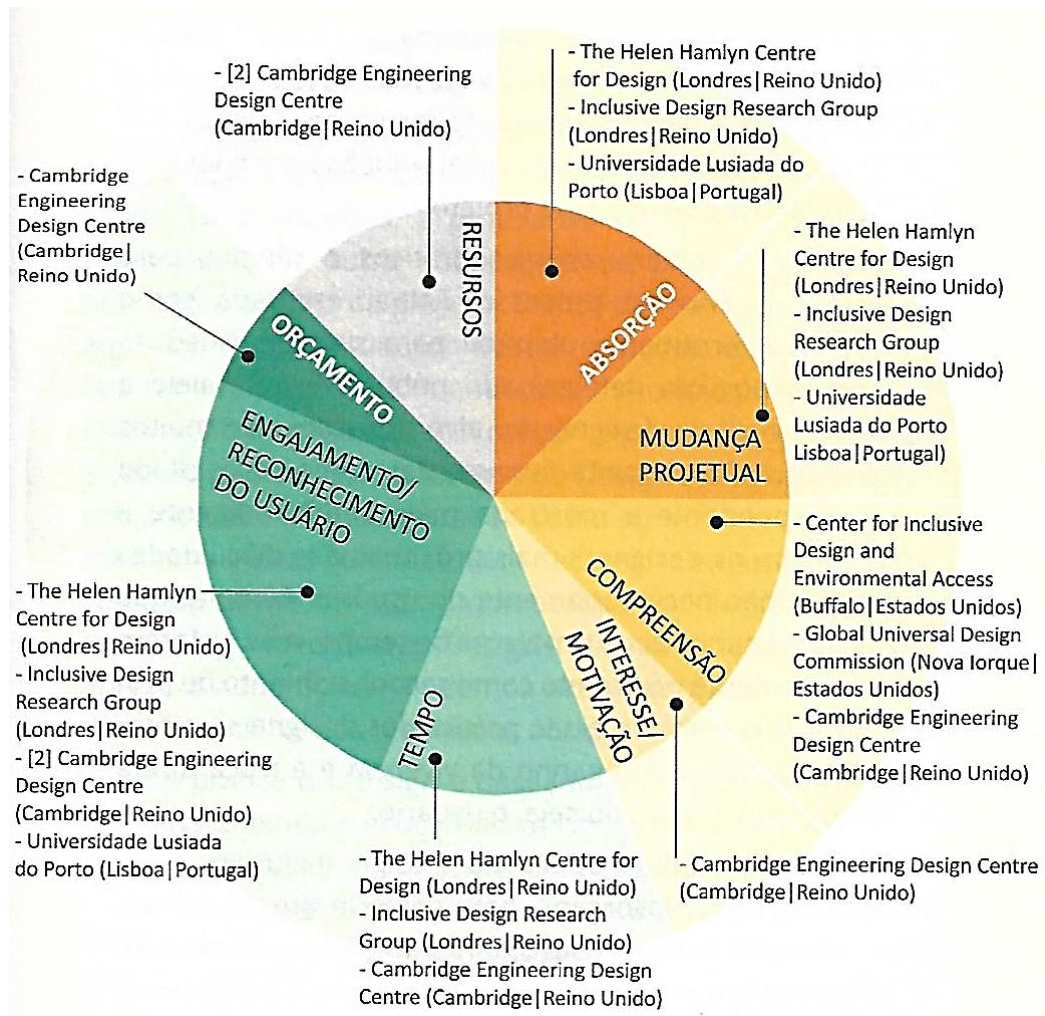 - [2] Cambridge Engineering
Design Centre
(Cambridge|Reino Unido)
- The Helen Hamlyn Centre
for Design (Londres|Reino Unido)
- Inclusive Design Research Group
(Londres|Reino Unido)
- Universidade Lusiada do
Porto (Lisboa|Portugal)
- Cambridge
Engineering
Design Centre
(Cambridge|
Reino Unido)
- The Helen Hamlyn
Centre for Design
(Londres|Reino Unido)
- Inclusive Design
Research Group
(Londres|Reino Unido)
- Universidade
Lusiada do Porto
Lisboa|Portugal)
RESURSOS
ABSORÇÃO
ORÇAMENTO
MUDANÇA
PROJETUAL
ENGAJAMENTO/
RECONHECIMENTO
DO USUÁRIO
COMPREENSÃO
INTERESSE/
MOTIVAÇÃO
TEMPO
- Center for Inclusive
Design and
Environmental Access
(Buffalo|Estados Unidos)
- Global Universal Design
Commission (Nova Iorque|
Estados Unidos)
- Cambridge Engineering
Design Centre
(Cambridge|Reino Unido)
- The Helen Hamlyn
Centre for Design
(Londres|Reino Unido)
- Inclusive Design
Research Group
(Londres|Reino Unido)
- [2] Cambridge Engineering
Design Centre
(Cambridge|Reino Unido)
- Universidade Lusiada
do Porto (Lisboa|Portugal)
- The Helen Hamlyn Centre for
Design (Londres|Reino Unido)
- Inclusive Design Research
Group (Londres|Reino Unido)
- Cambridge Engineering Design
Centre (Cambridge|Reino Unido)
- Cambridge Engineering Design Centre
(Cambridge|Reino Unido)